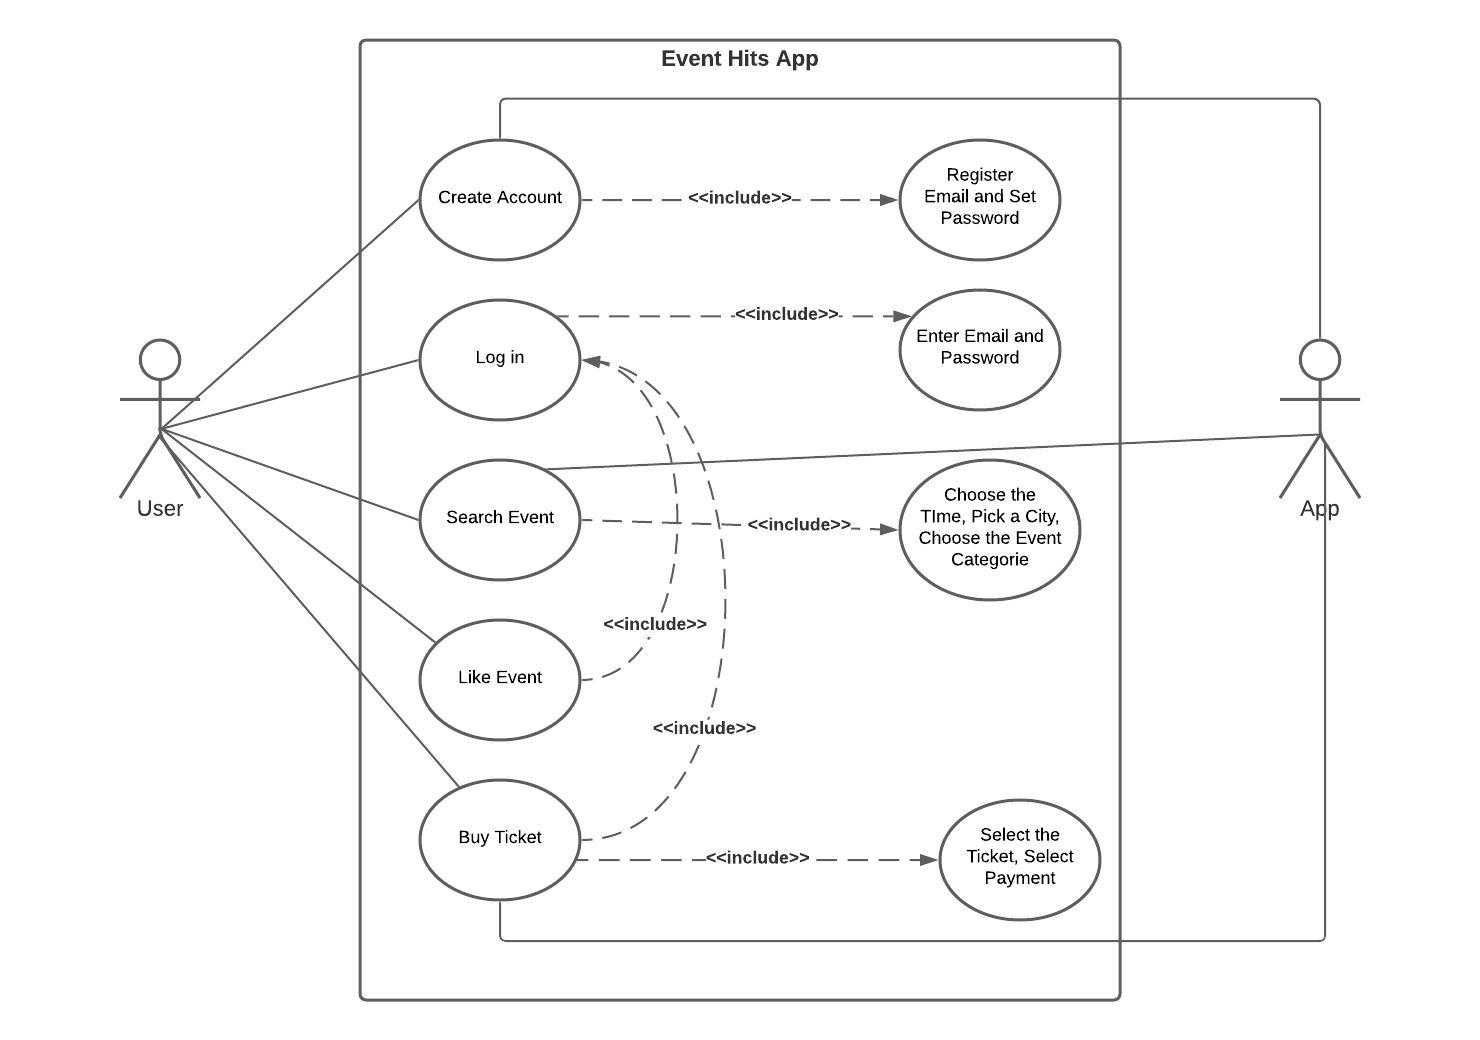 Event Hits App
Create Account
<<include>>
Register
Email and Set
Password
Log in
<<include>>
Enter Email and
Password
User
Search Event
<<include>>
Choose the
TIme, Pick a City,
Choose the Event
Categorie
App
Like Event
<<include>>
<<include>>
Buy Ticket
<<include>>
Select the
Ticket, Select
Payment